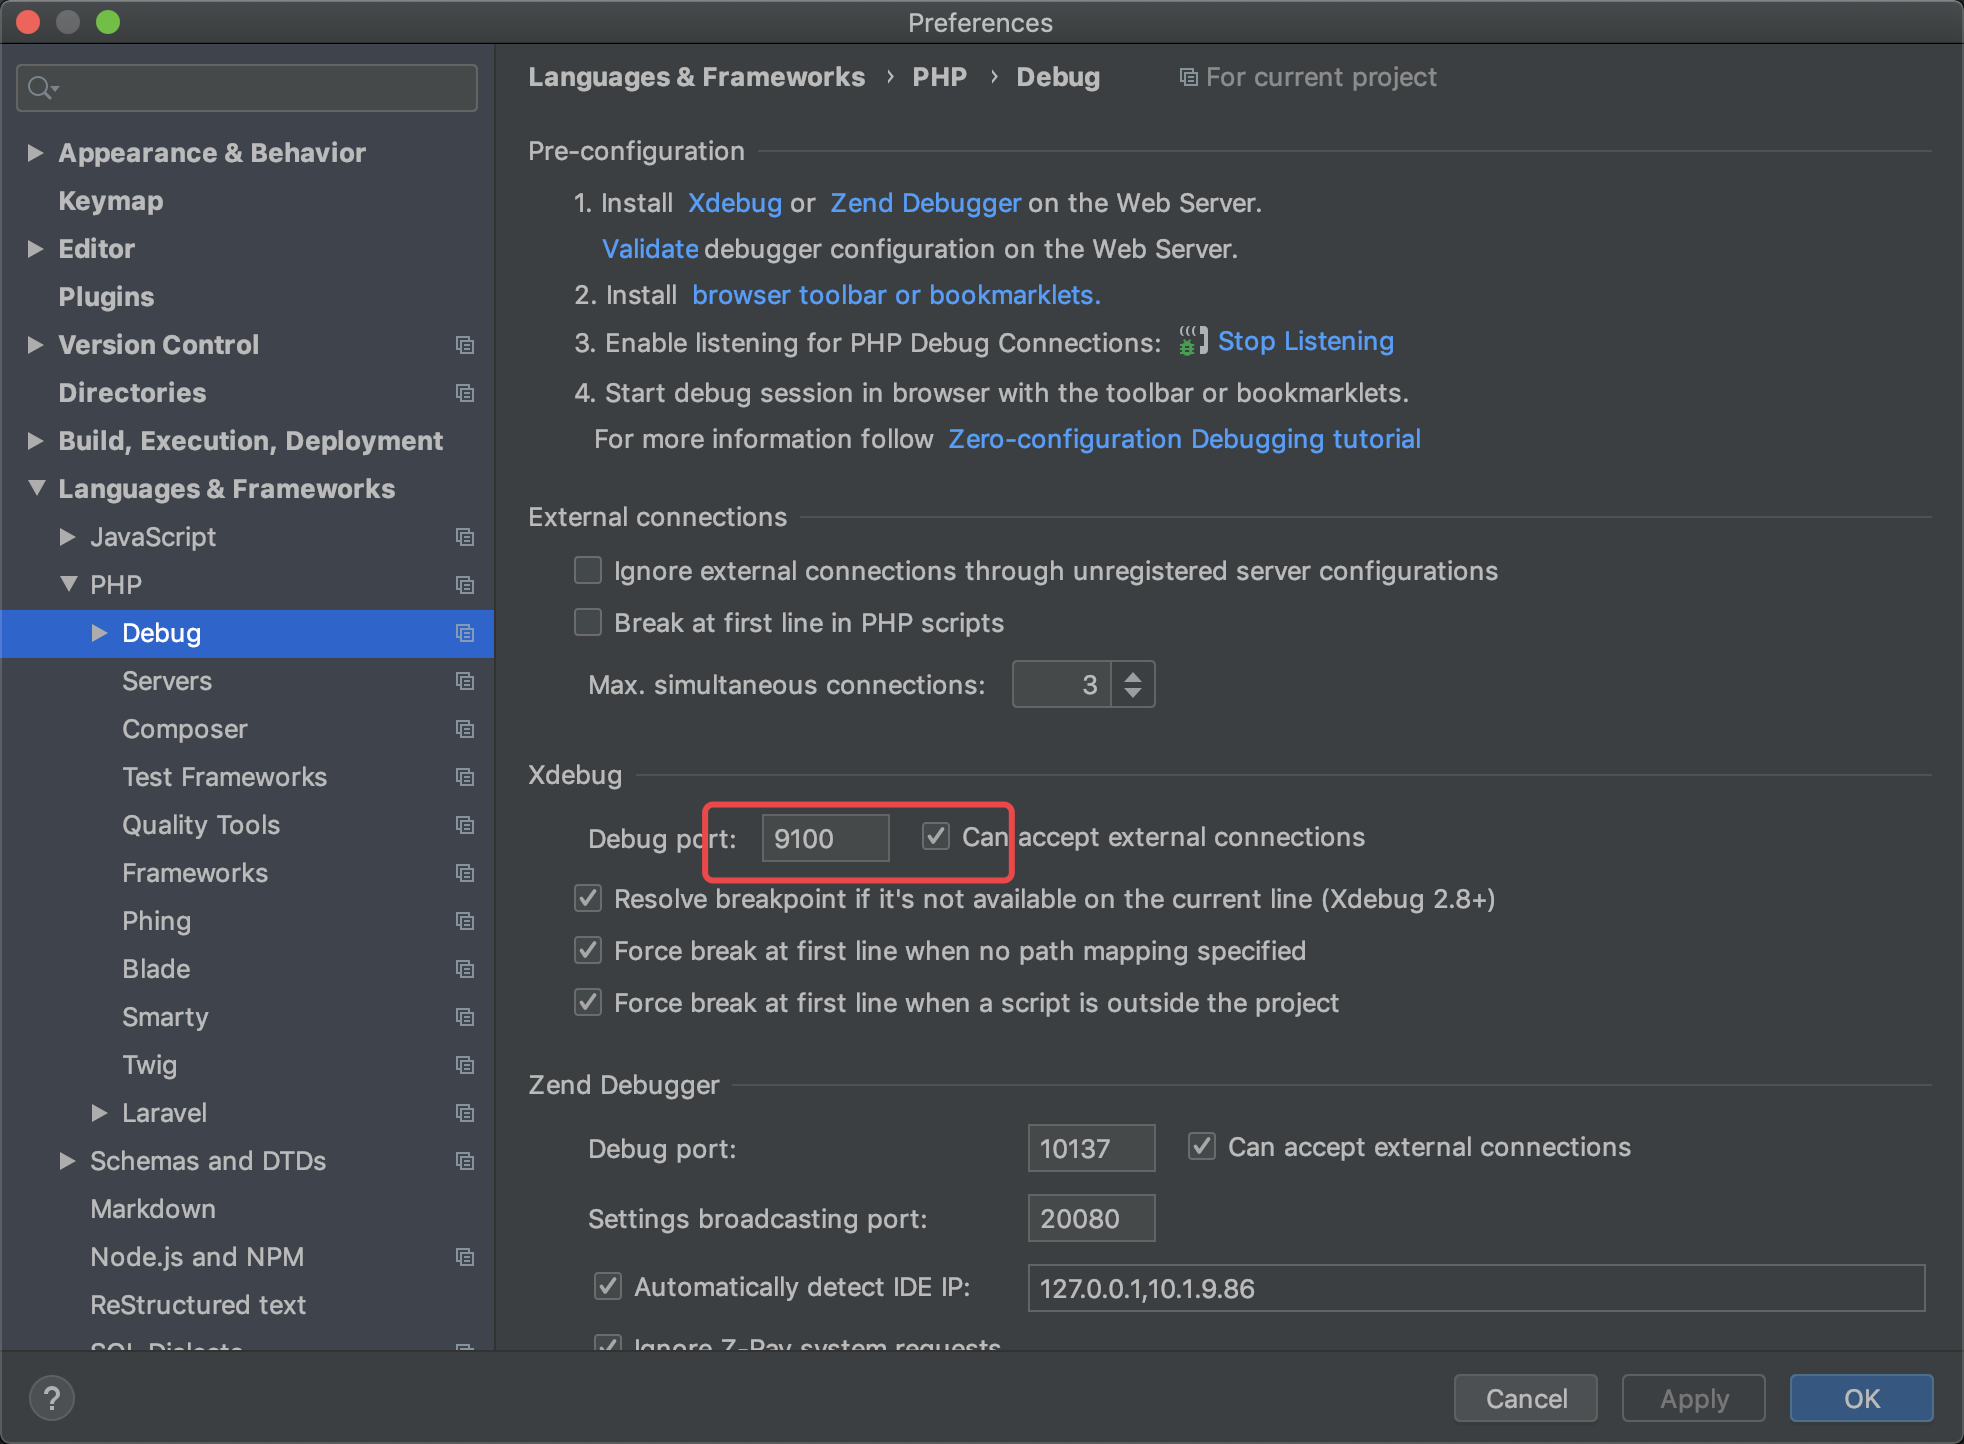 Preferences
Appearance & Behavior
Keymap
Editor
Plugins
Version Control
Directories
Build, Execution, Deployment
Languages & Frameworks
JavaScript
PHP
Debug
Servers
Composer
Test Frameworks
Quality Tools
Frameworks
Phing
Blade
Smarty
Twig
Laravel
Schemas and DTDs
Markdown
Node.js and NPM
ReStructured text
SQL Dialects
Languages & Frameworks › PHP › Debug For current project
Pre-configuration
1. Install Xdebug or Zend Debugger on the Web Server.
Validate debugger configuration on the Web Server.
2. Install browser toolbar or bookmarklets.
3. Enable listening for PHP Debug Connections: Stop Listening
4. Start debug session in browser with the toolbar or bookmarklets.
For more information follow Zero-configuration Debugging tutorial
External connections
Ignore external connections through unregistered server configurations
Break at first line in PHP scripts
Max. simultaneous connections: 3
Xdebug
Debug port: 9100 Can accept external connections
Resolve breakpoint if it's not available on the current line (Xdebug 2.8+)
Force break at first line when no path mapping specified
Force break at first line when a script is outside the project
Zend Debugger
Debug port: 10137 Can accept external connections
Settings broadcasting port: 20080
Automatically detect IDE IP: 127.0.0.1,10.1.9.86
Ignore Z-Ray system requests
? Cancel Apply OK